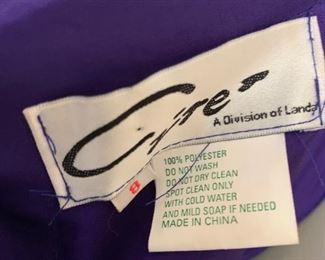 Cyre
A Division of Landa
8
100% POLYESTER
DO NOT WASH
DO NOT DRY CLEAN
SPOT CLEAN ONLY
WITH COLD WATER
AND MILD SOAP IF NEEDED
MADE IN CHINA